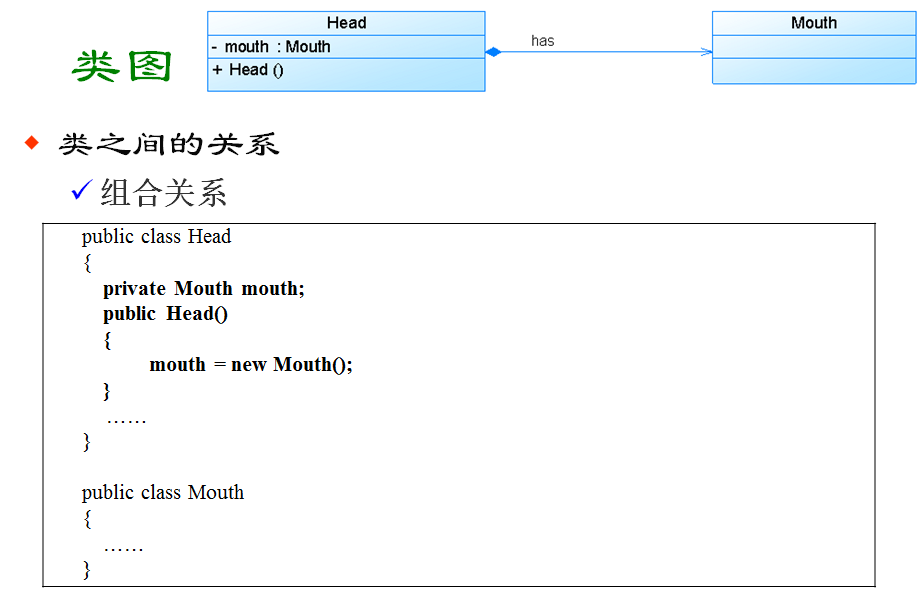 类图
Head
- mouth : Mouth
+ Head ()
has
Mouth
类之间的关系
组合关系
public class Head
{
private Mouth mouth;
public Head()
{
mouth = new Mouth();
}
……
}
public class Mouth
{
……
}